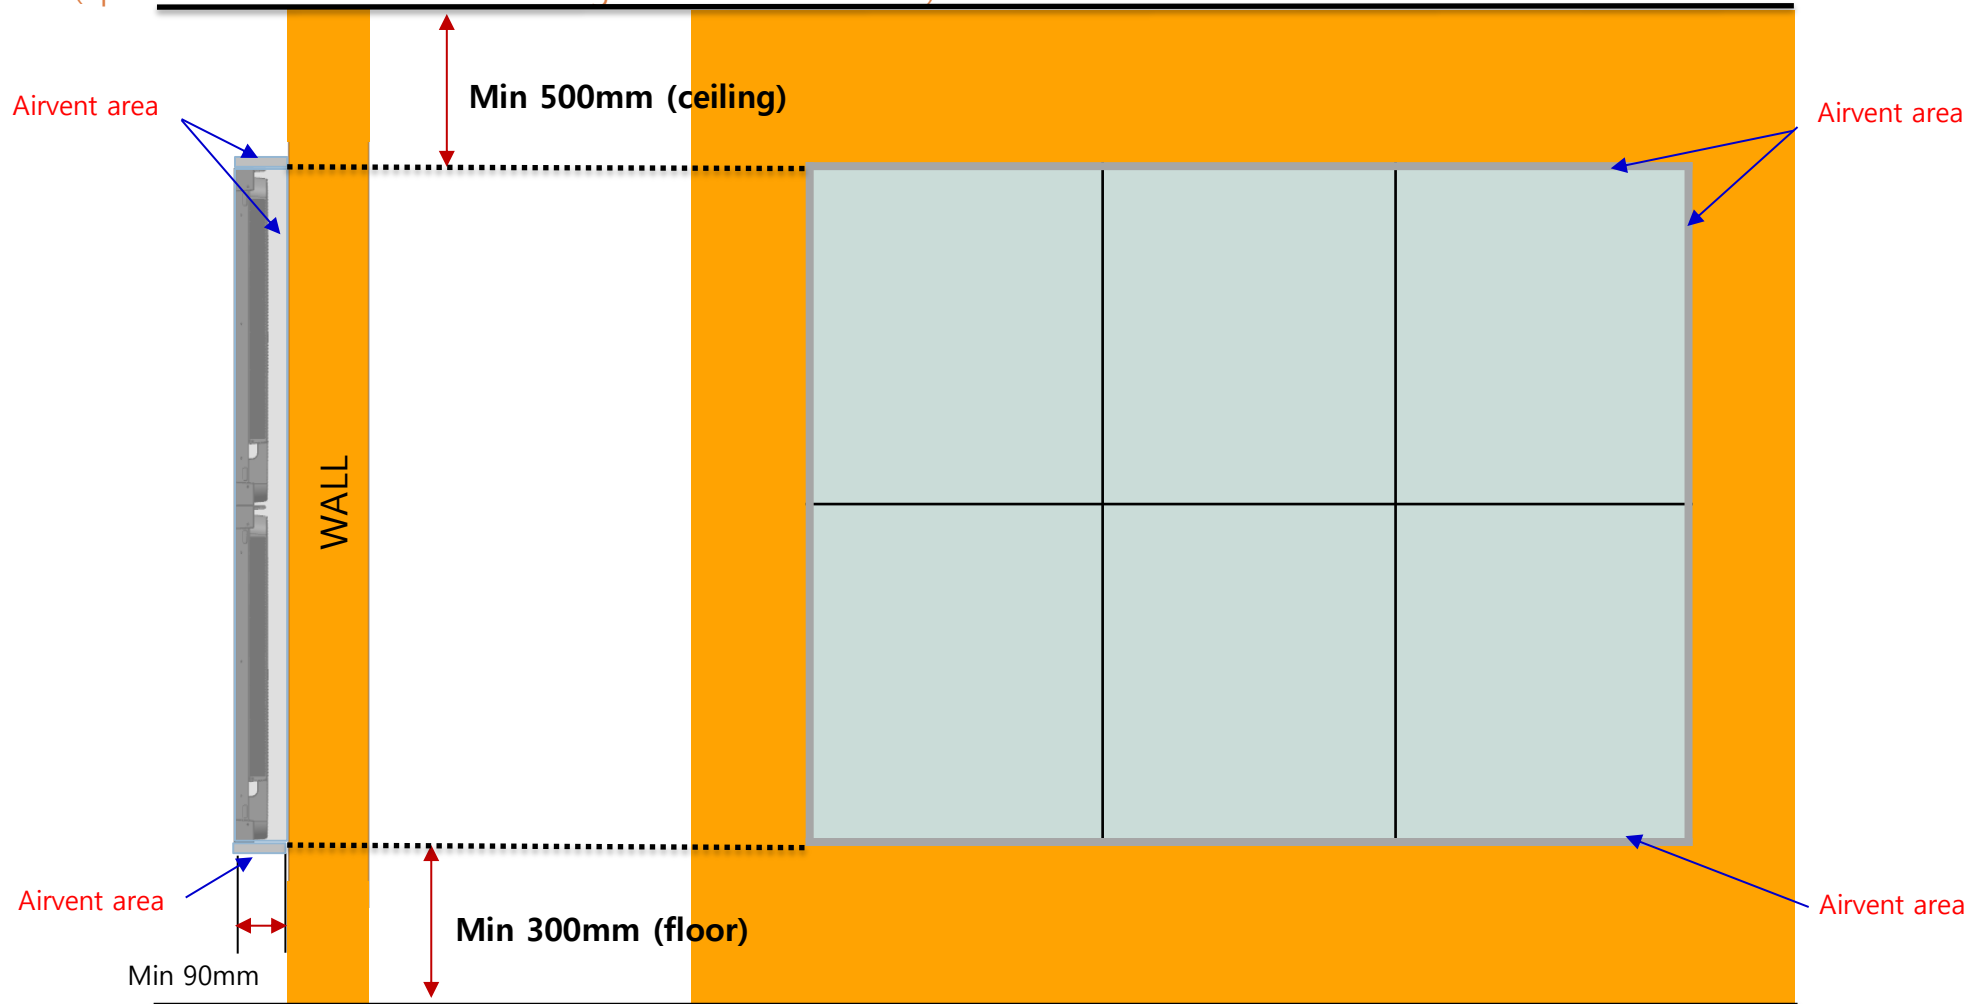 Min 500mm (ceiling)
Airvent area
Airvent area
WALL
Airvent area
Airvent area
Min 300mm (floor)
Min 90mm